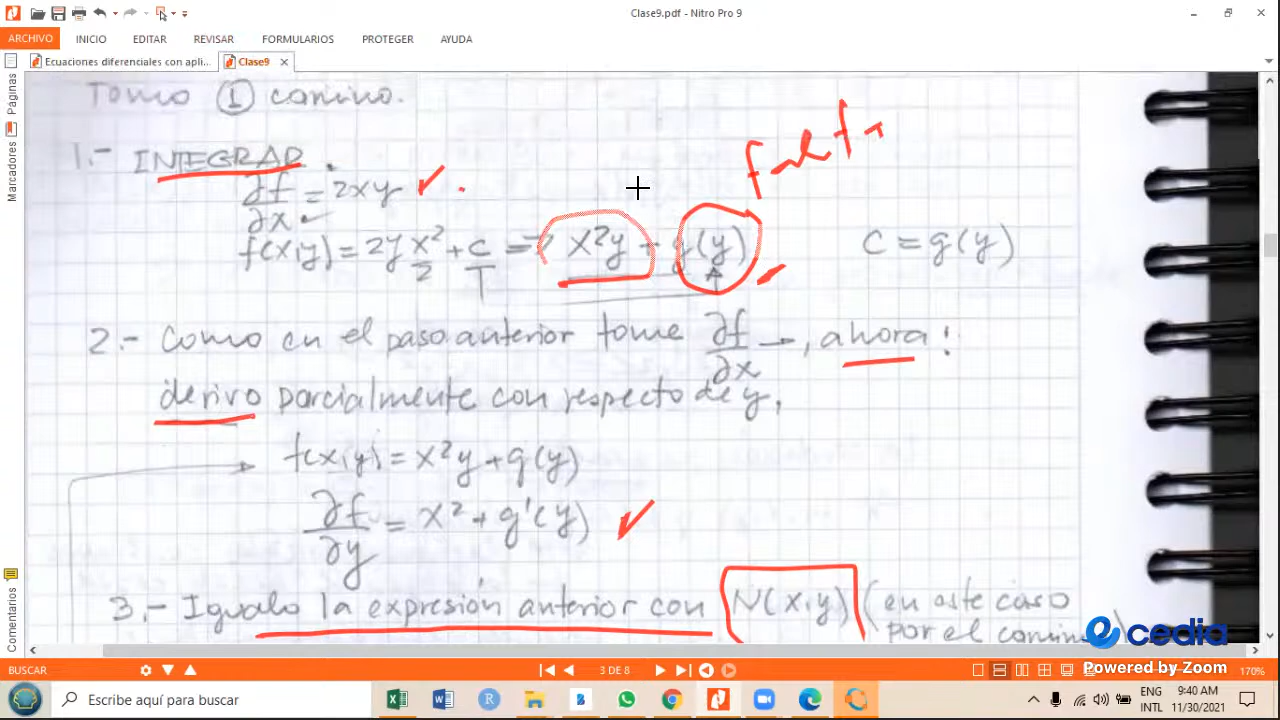 Clase9.pdf - Nitro Pro 9
ARCHIVO INICIO EDITAR REVISAR FORMULARIOS PROTEGER AYUDA
Ecuaciones diferenciales con apli... Clase9
Páginas
Marcadores
Comentarios
Tomo ① camino.
1.- INTEGRAR.
∂f/∂x = 2xy
f(x,y) = 2y x²/2 + C => x²y + g(y) C = g(y)
2.- Como en el paso anterior tome ∂f/∂x →, ahora:
derivo parcialmente con respecto de y,
f(x,y) = x²y + g(y)
∂f/∂y = x² + g'(y)
3.- Igualo la expresión anterior con N(x,y) (en este caso
por el camin
cedia
Powered by Zoom
BUSCAR 3 DE 8 170%
Escribe aquí para buscar
ENG 9:40 AM
INTL 11/30/2021